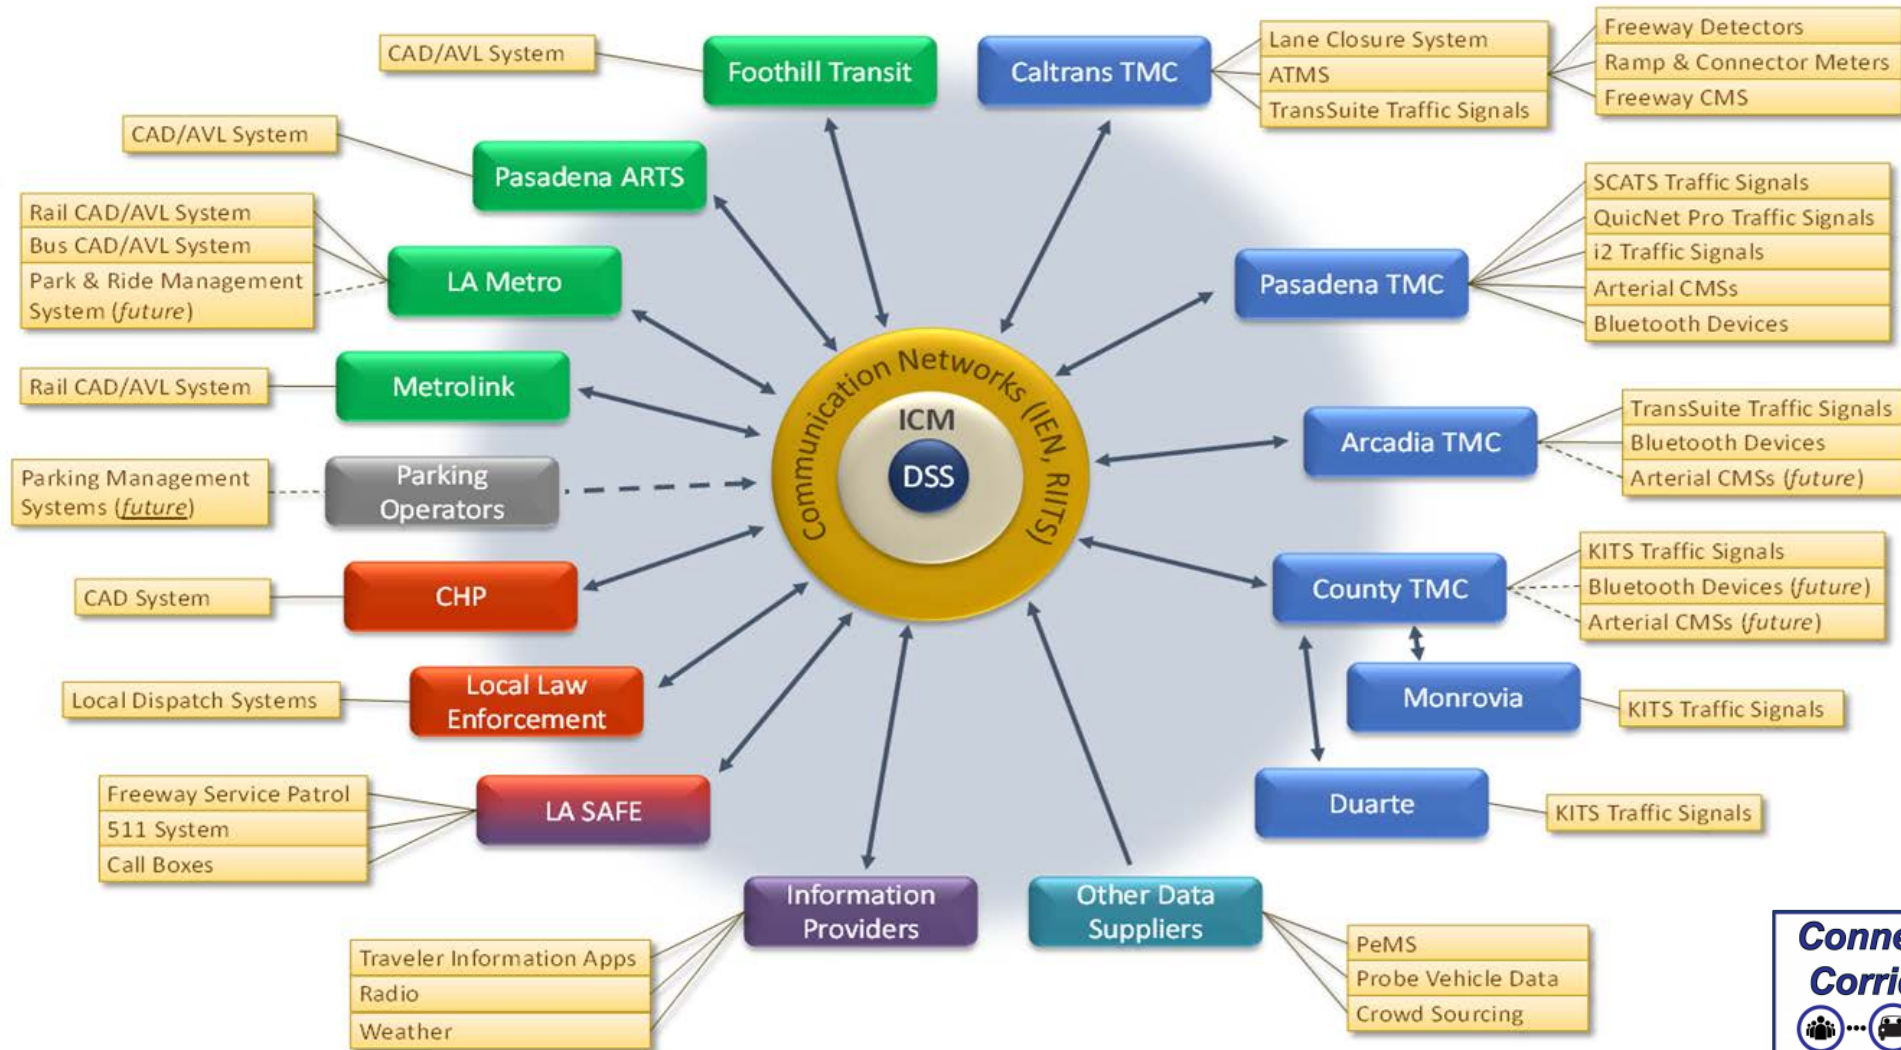 CAD/AVL System
Foothill Transit
CAD/AVL System
Pasadena ARTS
Rail CAD/AVL System
Bus CAD/AVL System
Park & Ride Management
System (future)
LA Metro
Rail CAD/AVL System
Metrolink
Parking Management
Systems (future)
Parking
Operators
CAD System
CHP
Local Dispatch Systems
Local Law
Enforcement
Freeway Service Patrol
511 System
Call Boxes
LA SAFE
Traveler Information Apps
Radio
Weather
Information
Providers
Communication Networks (IEN, RIITS)
ICM
DSS
Caltrans TMC
Lane Closure System
ATMS
TransSuite Traffic Signals
Freeway Detectors
Ramp & Connector Meters
Freeway CMS
Pasadena TMC
SCATS Traffic Signals
QuicNet Pro Traffic Signals
i2 Traffic Signals
Arterial CMSs
Bluetooth Devices
Arcadia TMC
TransSuite Traffic Signals
Bluetooth Devices
Arterial CMSs (future)
County TMC
KITS Traffic Signals
Bluetooth Devices (future)
Arterial CMSs (future)
Monrovia
KITS Traffic Signals
Duarte
KITS Traffic Signals
Other Data
Suppliers
PeMS
Probe Vehicle Data
Crowd Sourcing